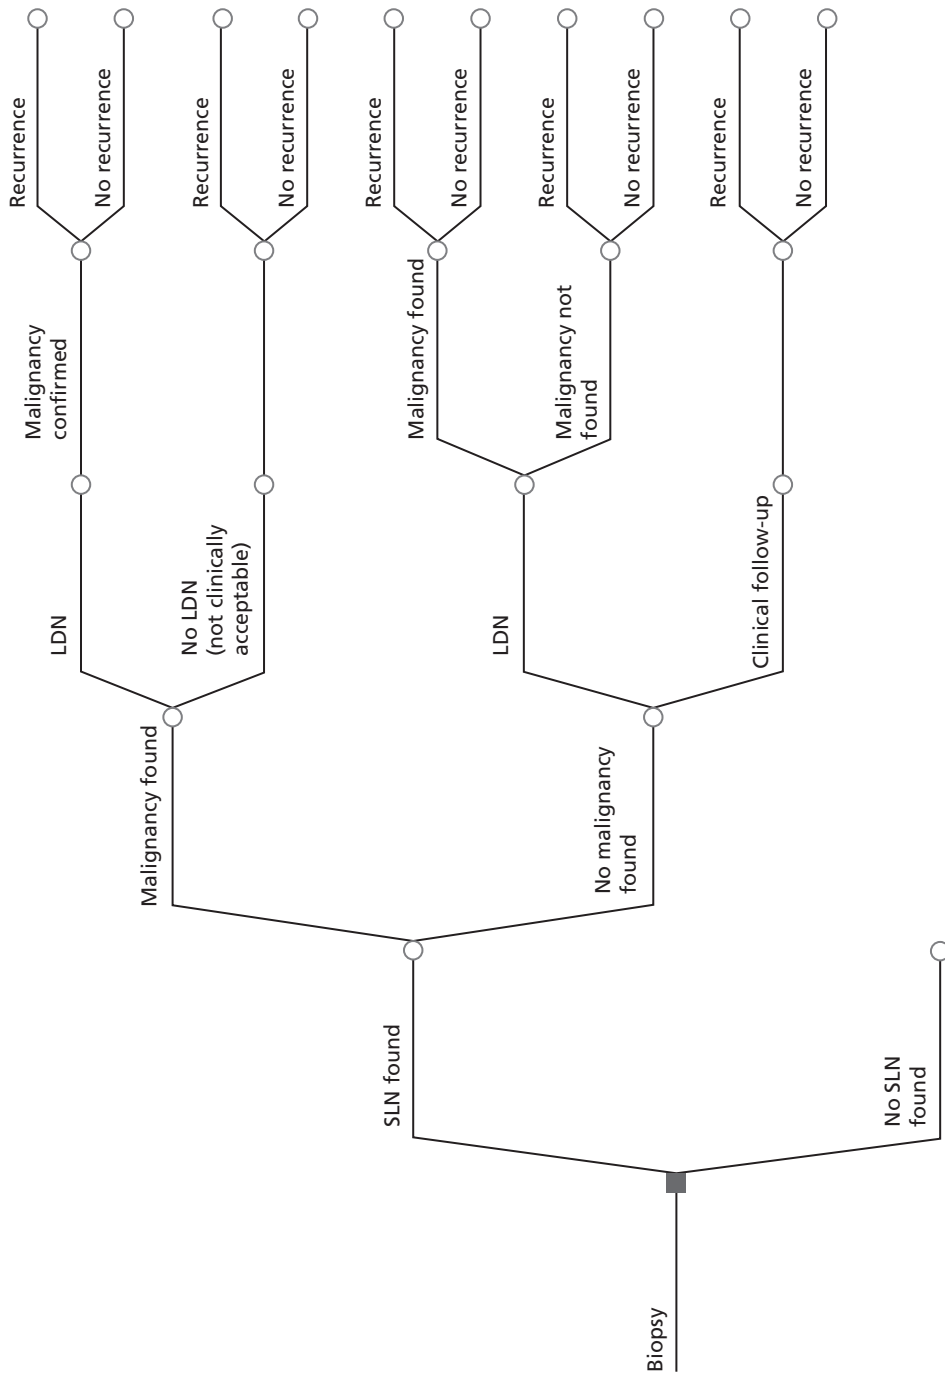 Biopsy
SLN found
No SLN
found
Malignancy found
No malignancy
found
LDN
No LDN
(not clinically
acceptable)
LDN
Clinical follow-up
Malignancy
confirmed
Malignancy found
Malignancy not
found
Recurrence
No recurrence
Recurrence
No recurrence
Recurrence
No recurrence
Recurrence
No recurrence
Recurrence
No recurrence